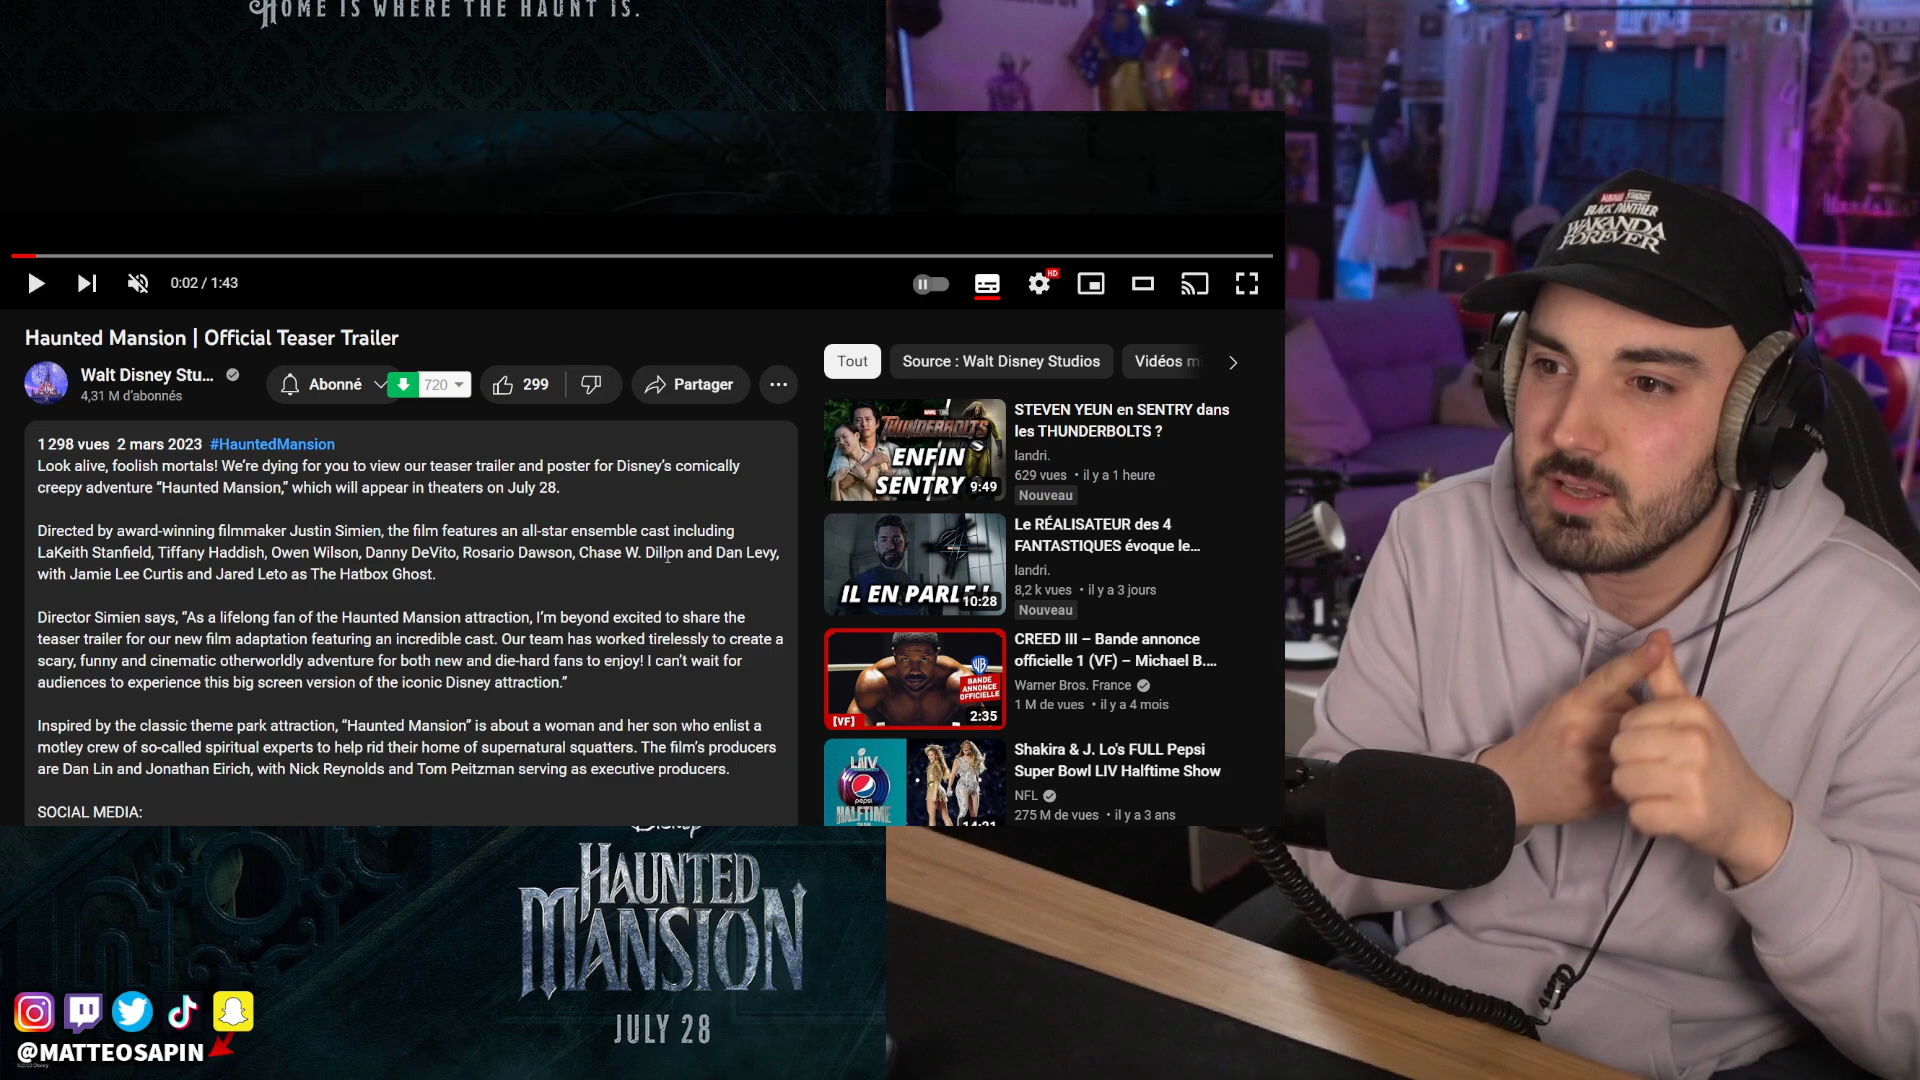 HOME IS WHERE THE HAUNT IS.
0:02 / 1:43
HD
Haunted Mansion | Official Teaser Trailer
Walt Disney Stu...
4,31 M d'abonnés
Abonné
720
299
Partager
1 298 vues 2 mars 2023 #HauntedMansion
Look alive, foolish mortals! We're dying for you to view our teaser trailer and poster for Disney's comically
creepy adventure “Haunted Mansion,” which will appear in theaters on July 28.
Directed by award-winning filmmaker Justin Simien, the film features an all-star ensemble cast including
LaKeith Stanfield, Tiffany Haddish, Owen Wilson, Danny DeVito, Rosario Dawson, Chase W. Dillon and Dan Levy,
with Jamie Lee Curtis and Jared Leto as The Hatbox Ghost.
Director Simien says, “As a lifelong fan of the Haunted Mansion attraction, I'm beyond excited to share the
teaser trailer for our new film adaptation featuring an incredible cast. Our team has worked tirelessly to create a
scary, funny and cinematic otherworldly adventure for both new and die-hard fans to enjoy! I can't wait for
audiences to experience this big screen version of the iconic Disney attraction.”
Inspired by the classic theme park attraction, “Haunted Mansion” is about a woman and her son who enlist a
motley crew of so-called spiritual experts to help rid their home of supernatural squatters. The film's producers
are Dan Lin and Jonathan Eirich, with Nick Reynolds and Tom Peitzman serving as executive producers.
SOCIAL MEDIA:
Tout
Source : Walt Disney Studios
Vidéos
THUNDERBOLTS
ENFIN
SENTRY
9:49
STEVEN YEUN en SENTRY dans
les THUNDERBOLTS ?
landri.
629 vues • il y a 1 heure
Nouveau
IL EN PARLE !
10:28
Le RÉALISATEUR des 4
FANTASTIQUES évoque le...
landri.
8,2 k vues • il y a 3 jours
Nouveau
BANDE
ANNONCE
OFFICIELLE
[VF]
2:35
CREED III – Bande annonce
officielle 1 (VF) – Michael B....
Warner Bros. France
1 M de vues • il y a 4 mois
LIV
pepsi
HALFTIME
14:21
Shakira & J. Lo's FULL Pepsi
Super Bowl LIV Halftime Show
NFL
275 M de vues • il y a 3 ans
MARVEL STUDIOS
BLACK PANTHER
WAKANDA
FOREVER
Disney
HAUNTED
MANSION
JULY 28
@MATTEOSAPIN